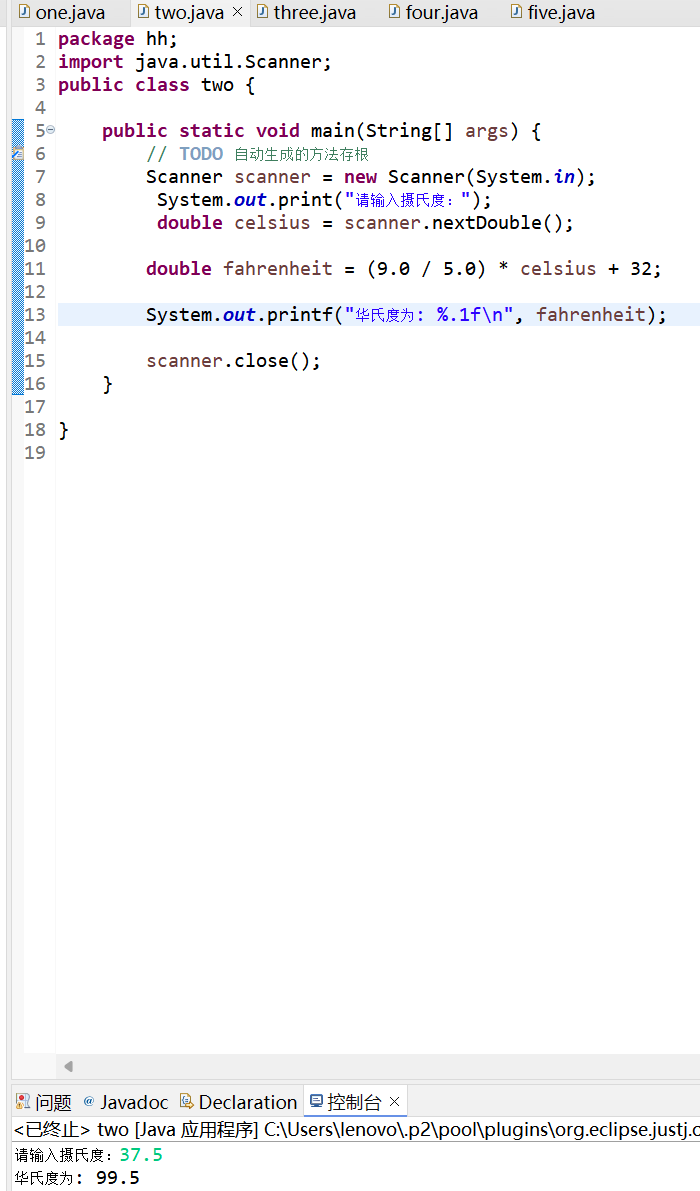 one.java two.java three.java four.java five.java
1 package hh;
2 import java.util.Scanner;
3 public class two {
4
5 public static void main(String[] args) {
6 // TODO 自动生成的方法存根
7 Scanner scanner = new Scanner(System.in);
8 System.out.print("请输入摄氏度：");
9 double celsius = scanner.nextDouble();
10
11 double fahrenheit = (9.0 / 5.0) * celsius + 32;
12
13 System.out.printf("华氏度为: %.1f\n", fahrenheit);
14
15 scanner.close();
16 }
17
18 }
19
问题 @ Javadoc Declaration 控制台
<已终止> two [Java 应用程序] C:\Users\lenovo\.p2\pool\plugins\org.eclipse.justj.o
请输入摄氏度：37.5
华氏度为: 99.5